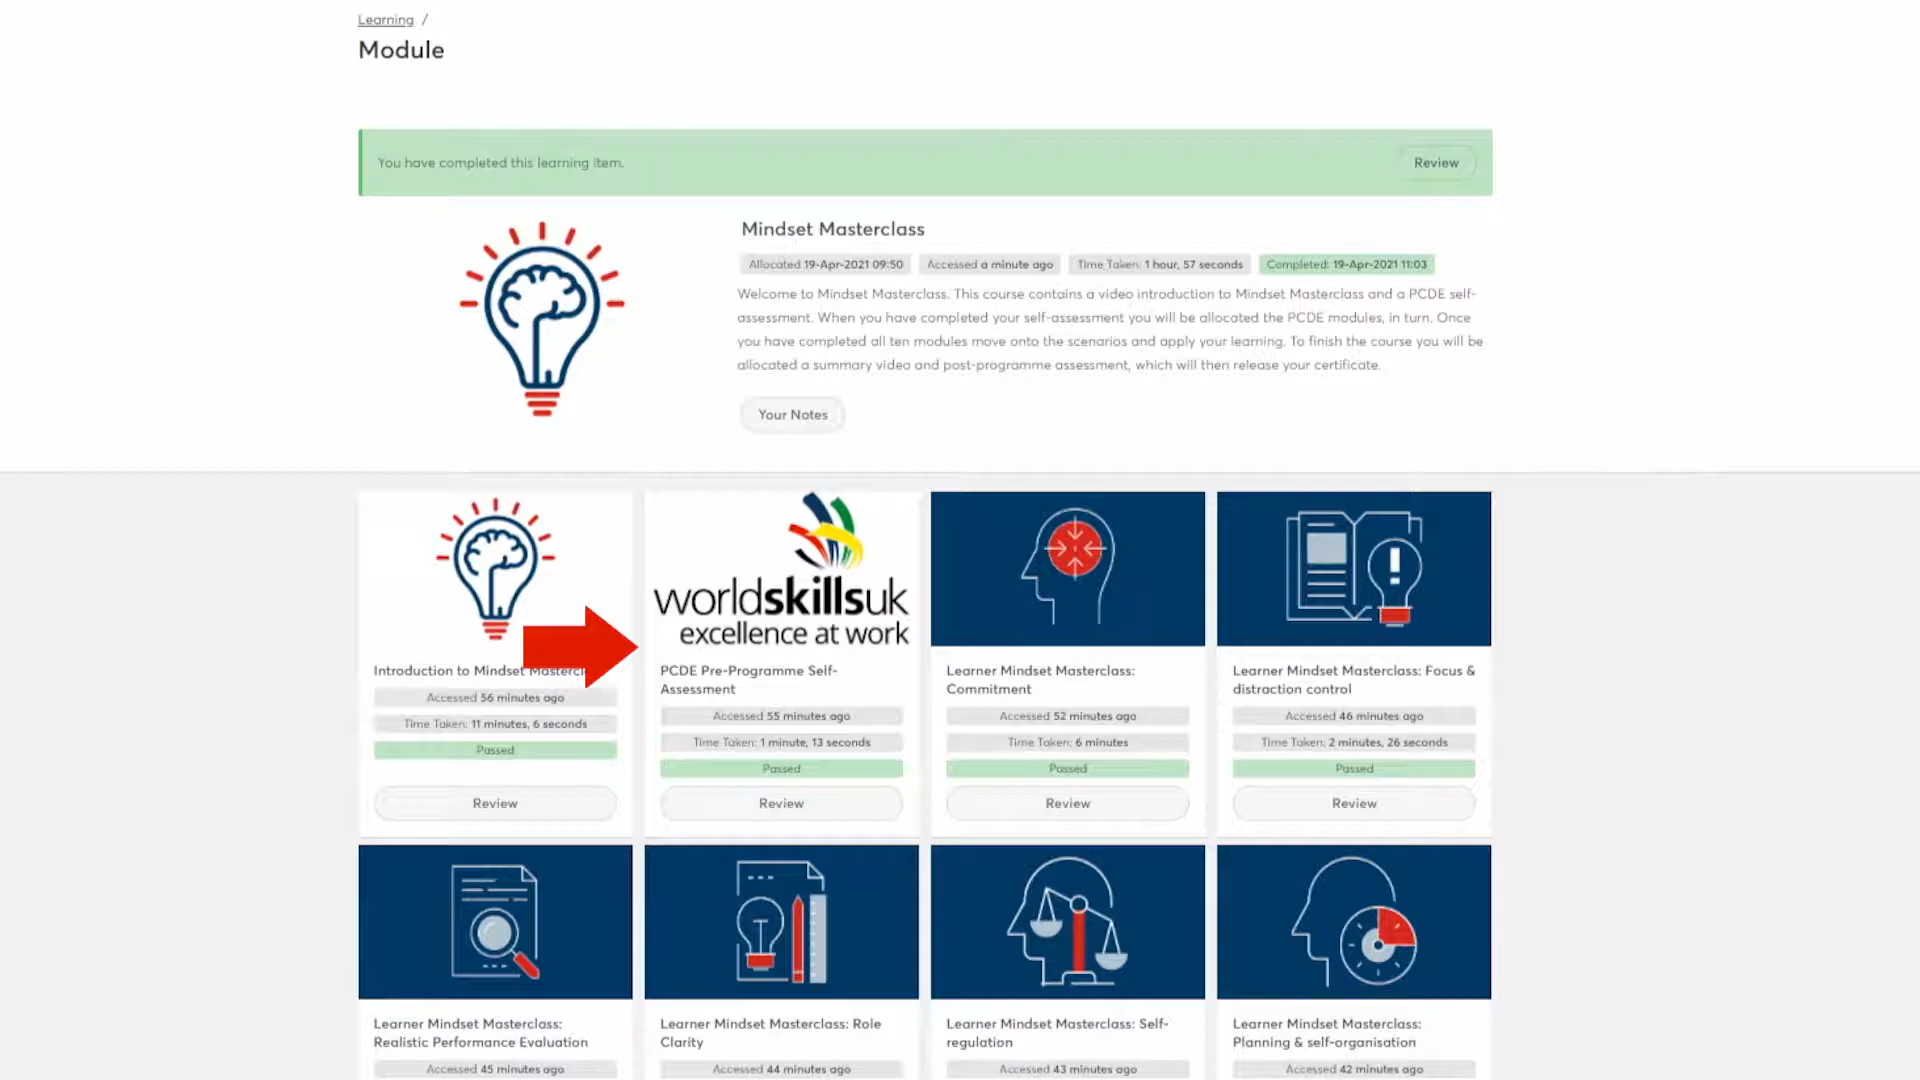 Learning /
Module
You have completed this learning item.
Review
Mindset Masterclass
Allocated 19-Apr-2021 09:50
Accessed a minute ago
Time Taken: 1 hour, 57 seconds
Completed: 19-Apr-2021 11:03
Welcome to Mindset Masterclass. This course contains a video introduction to Mindset Masterclass and a PCDE self-
assessment. When you have completed your self-assessment you will be allocated the PCDE modules, in turn. Once
you have completed all ten modules move onto the scenarios and apply your learning. To finish the course you will be
allocated a summary video and post-programme assessment, which will then release your certificate.
Your Notes
Introduction to Mindset
Accessed 56 minutes ago
Time Taken: 11 minutes, 6 seconds
Passed
Review
worldskillsuk
excellence at work
PCDE Pre-Programme Self-
Assessment
Accessed 55 minutes ago
Time Taken: 1 minute, 13 seconds
Passed
Review
Learner Mindset Masterclass:
Commitment
Accessed 52 minutes ago
Time Taken: 6 minutes
Passed
Review
Learner Mindset Masterclass: Focus &
distraction control
Accessed 46 minutes ago
Time Taken: 2 minutes, 26 seconds
Passed
Review
Learner Mindset Masterclass:
Realistic Performance Evaluation
Accessed 45 minutes ago
Learner Mindset Masterclass: Role
Clarity
Accessed 44 minutes ago
Learner Mindset Masterclass: Self-
regulation
Accessed 43 minutes ago
Learner Mindset Masterclass:
Planning & self-organisation
Accessed 42 minutes ago